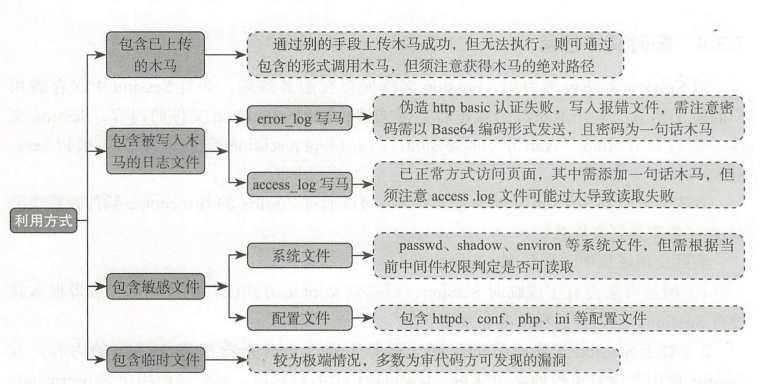 包含已上传
的木马
通过别的手段上传木马成功，但无法执行，则可通过
包含的形式调用木马，但须注意获得木马的绝对路径
包含被写入木
马的日志文件
error_log 写马
伪造 http basic 认证失败，写入报错文件，需注意密
码需以 Base64 编码形式发送，且密码为一句话木马
access_log 写马
已正常方式访问页面，其中需添加一句话木马，但
须注意 access .log 文件可能过大导致读取失败
利用方式
包含敏感文件
系统文件
passwd、shadow、environ 等系统文件，但需根据当
前中间件权限判定是否可读取
配置文件
包含 httpd、conf、php、ini 等配置文件
包含临时文件
较为极端情况，多数为审代码方可发现的漏洞